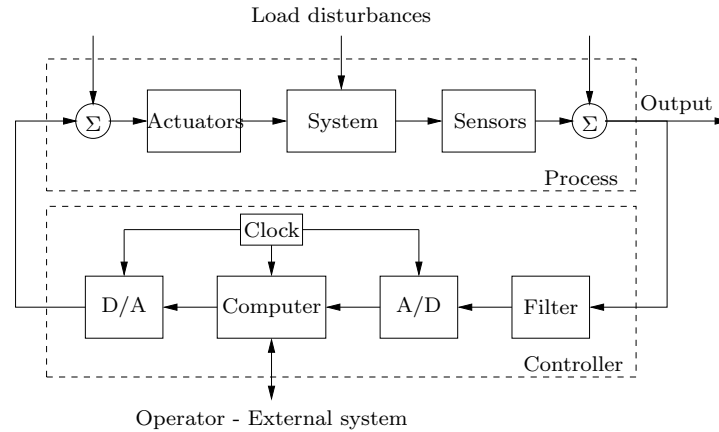 Load disturbances
Output
Σ
Actuators
System
Sensors
Σ
Process
Clock
D/A
Computer
A/D
Filter
Controller
Operator - External system